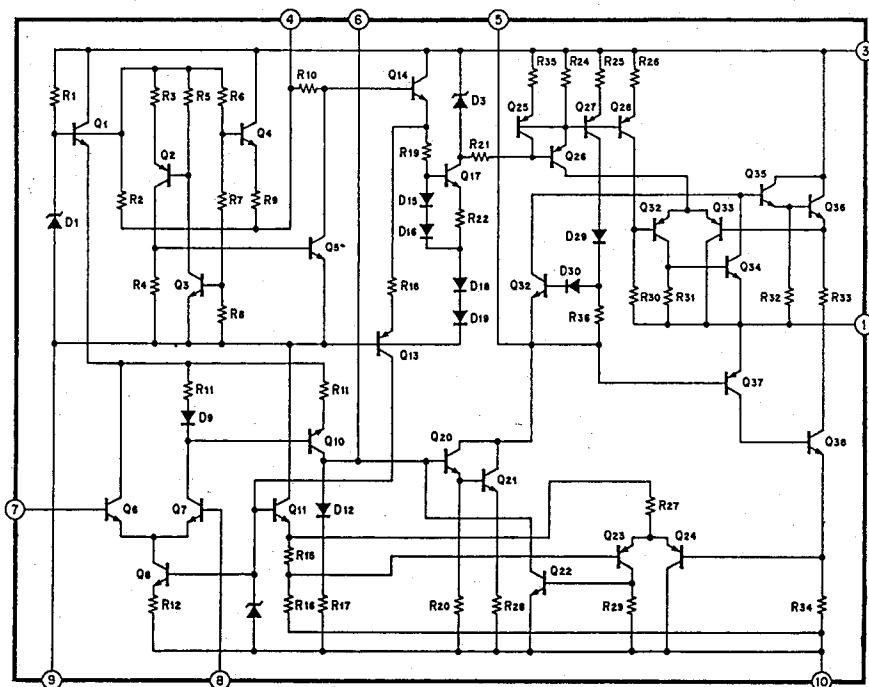 4 6 5
3
R1 R3 R5 R6 R10 Q14 D3 R35 R24 R25 R26
Q1 Q4 Q25 Q27 Q28
Q2 R19 R21 Q26
Q17 Q35
R2 R7 R9 D15 R22 Q32 Q33 Q36
D1 D16 D29
Q5 Q34
R4 Q3 R16 D18 Q32 D30 R30 R31 R32 R33
R8 D19 R36
1
Q13
R11 R11 Q37
D9 Q10 Q20 Q38
Q21
7 Q6 Q7 Q11 D12 R27
Q23 Q24
R15 Q22
Q8
R12 R16 R17 R20 R28 R29 R34
9 8 10